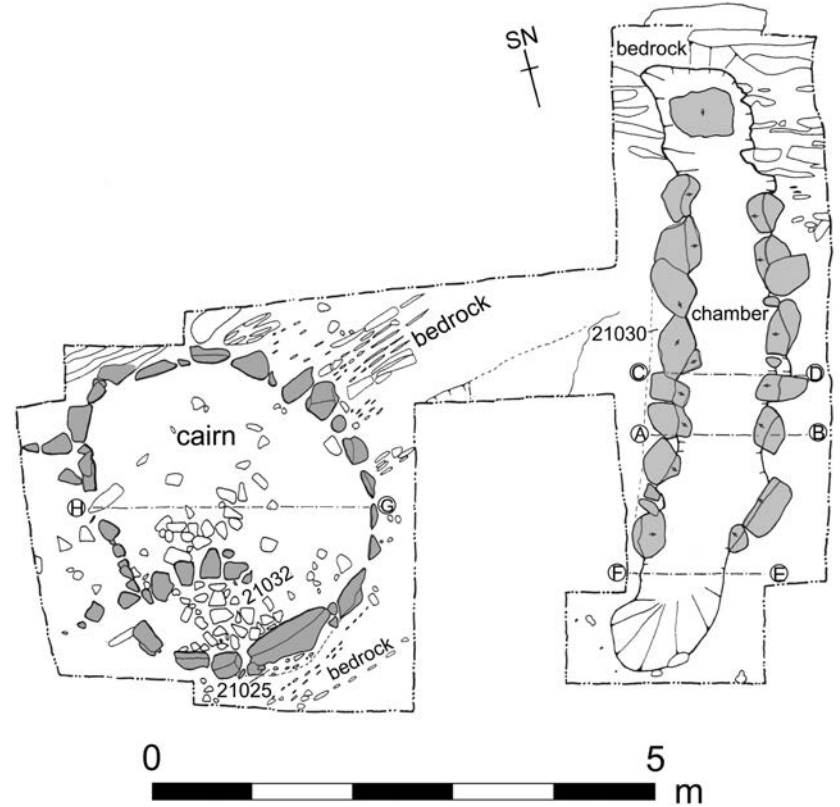 SN
bedrock
chamber
21030
bedrock
C
D
cairn
A
B
H
G
21032
F
E
bedrock
21025
0
5
m